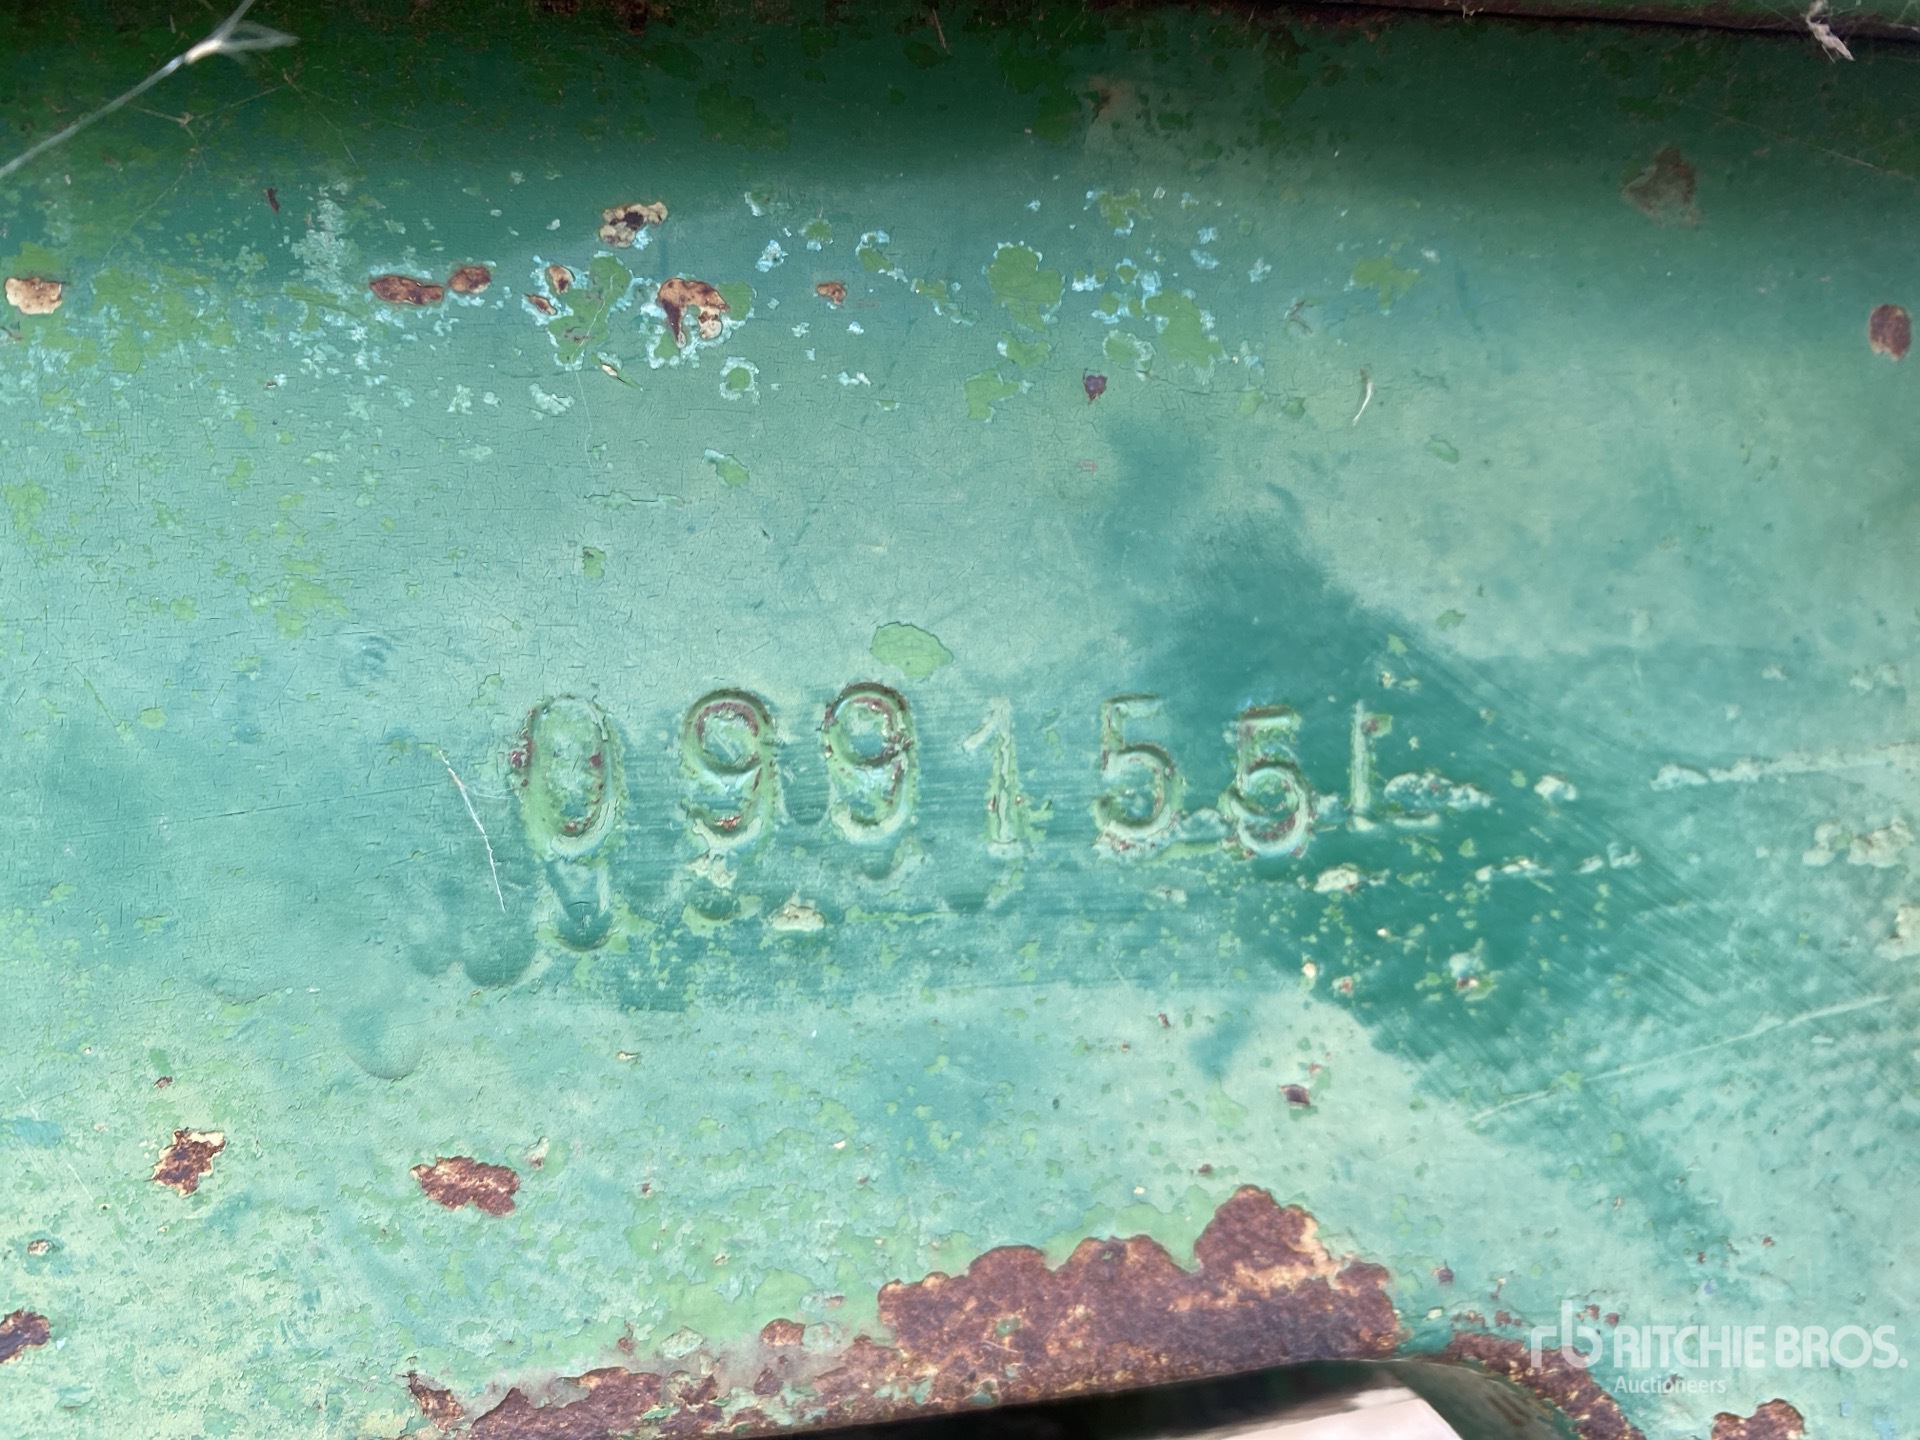 099155
RITCHIE BROS.
Auctioneers